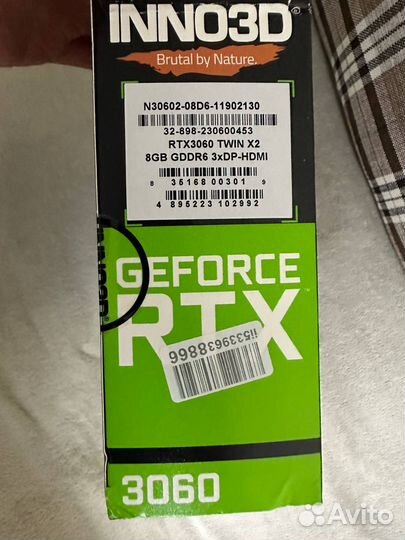 INNO3D®
Brutal by Nature.
N30602-08D6-11902130
32-898-230600453
RTX3060 TWIN X2
8GB GDDR6 3xDP-HDMI
8 35168 00301 9
4 895223 102992
GEFORCE
RTX
ii5339638866
3060
Avito